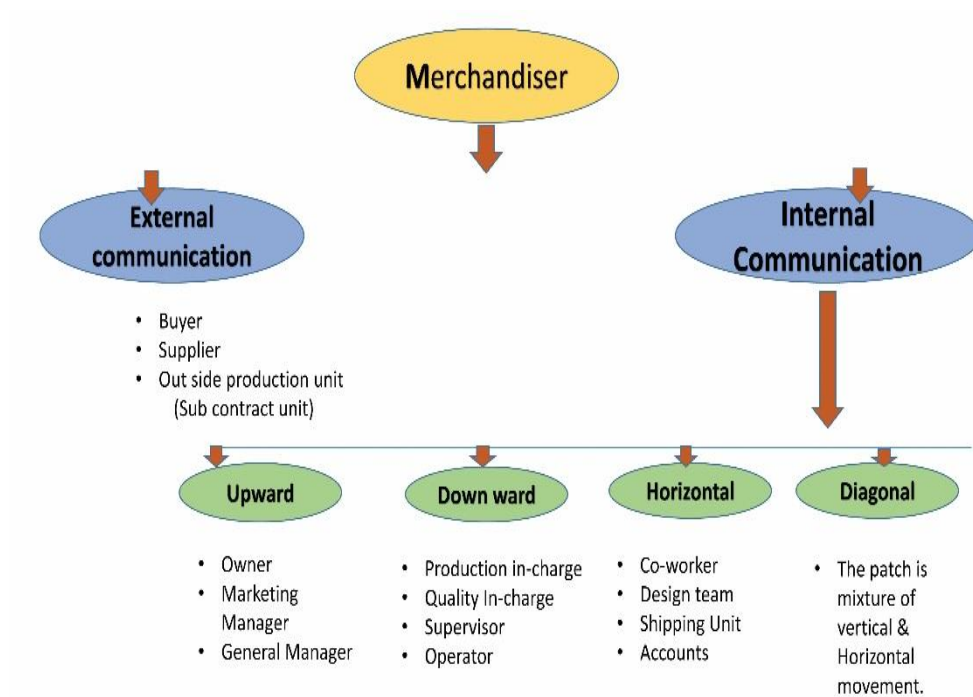 Merchandiser
External
communication
Internal
Communication
• Buyer
• Supplier
• Out side production unit
(Sub contract unit)
Upward
Down ward
Horizontal
Diagonal
• Owner
• Marketing
Manager
• General Manager
• Production in-charge
• Quality In-charge
• Supervisor
• Operator
• Co-worker
• Design team
• Shipping Unit
• Accounts
• The patch is
mixture of
vertical &
Horizontal
movement.